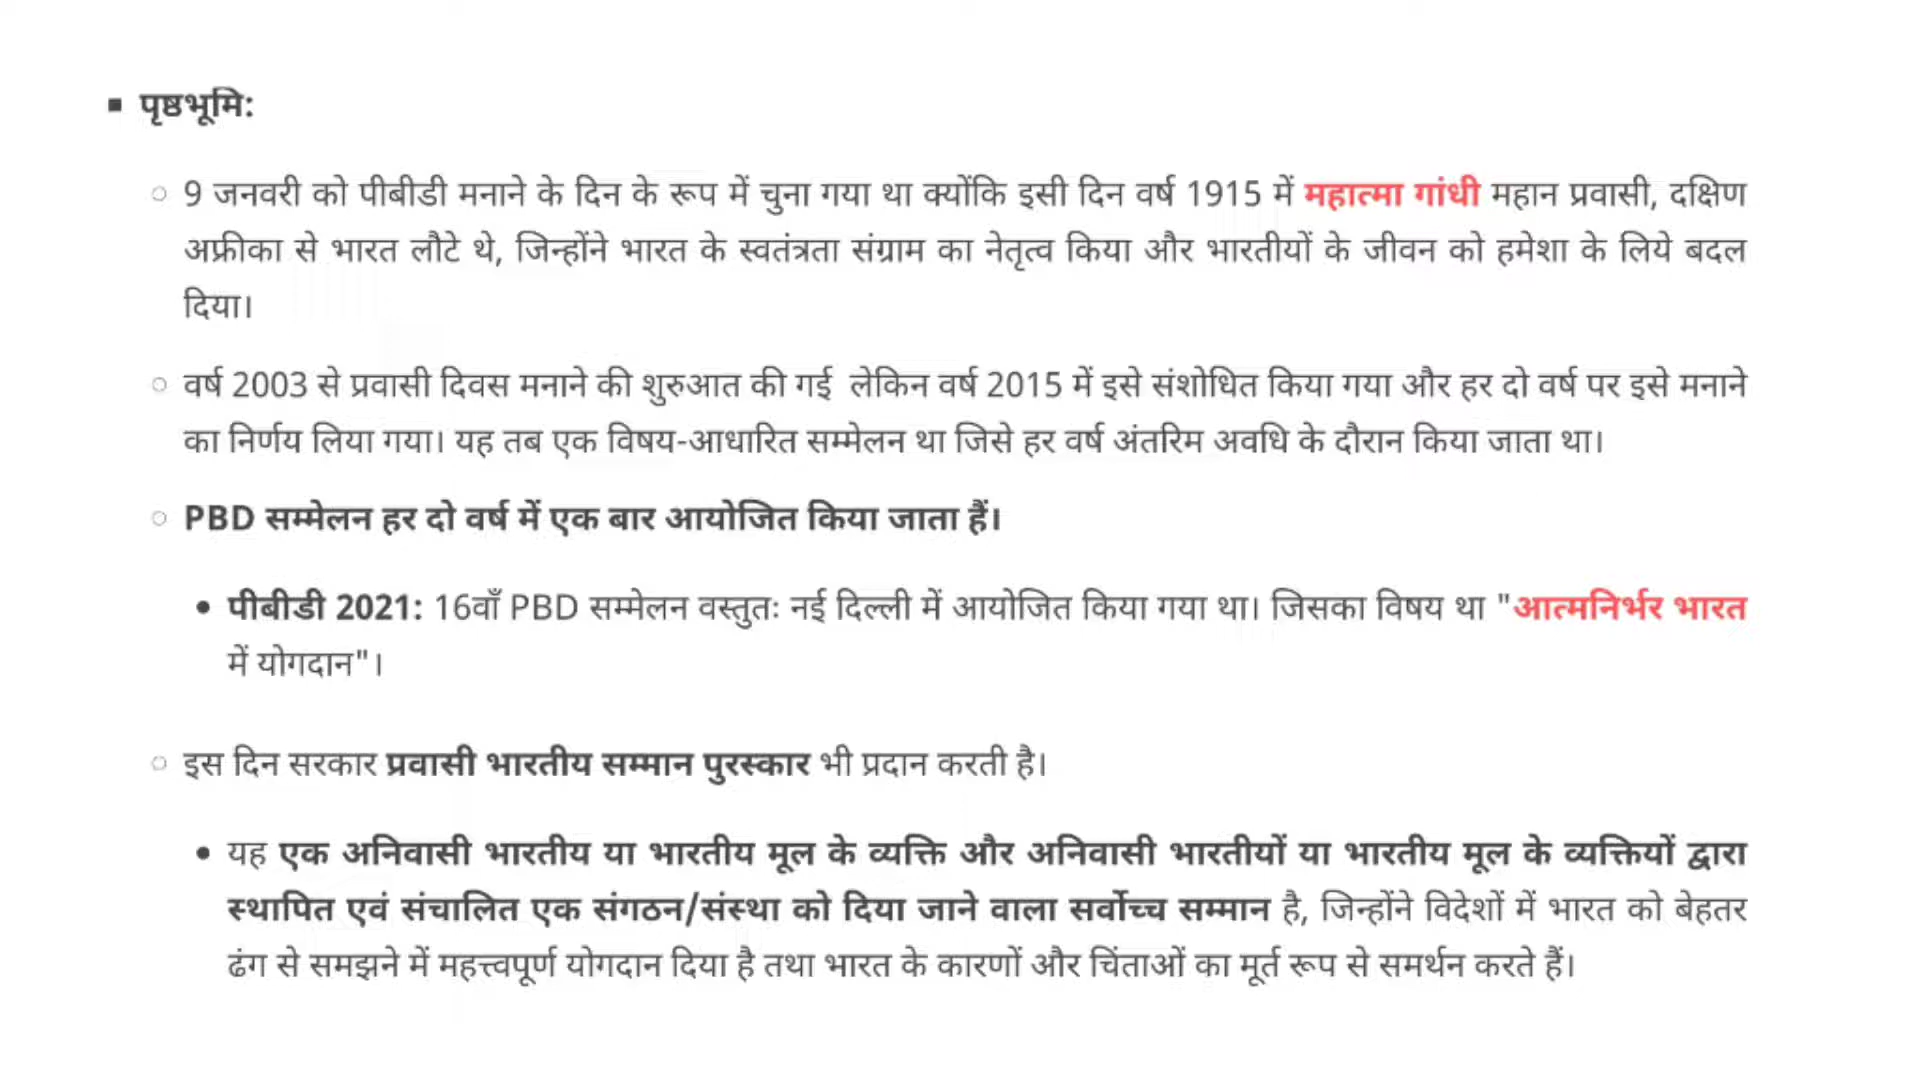 पृष्ठभूमि:
9 जनवरी को पीबीडी मनाने के दिन के रूप में चुना गया था क्योंकि इसी दिन वर्ष 1915 में महात्मा गांधी महान प्रवासी, दक्षिण
अफ्रीका से भारत लौटे थे, जिन्होंने भारत के स्वतंत्रता संग्राम का नेतृत्व किया और भारतीयों के जीवन को हमेशा के लिये बदल
दिया।
वर्ष 2003 से प्रवासी दिवस मनाने की शुरुआत की गई लेकिन वर्ष 2015 में इसे संशोधित किया गया और हर दो वर्ष पर इसे मनाने
का निर्णय लिया गया। यह तब एक विषय-आधारित सम्मेलन था जिसे हर वर्ष अंतरिम अवधि के दौरान किया जाता था।
PBD सम्मेलन हर दो वर्ष में एक बार आयोजित किया जाता हैं।
पीबीडी 2021: 16वाँ PBD सम्मेलन वस्तुतः नई दिल्ली में आयोजित किया गया था। जिसका विषय था "आत्मनिर्भर भारत
में योगदान"।
इस दिन सरकार प्रवासी भारतीय सम्मान पुरस्कार भी प्रदान करती है।
यह एक अनिवासी भारतीय या भारतीय मूल के व्यक्ति और अनिवासी भारतीयों या भारतीय मूल के व्यक्तियों द्वारा
स्थापित एवं संचालित एक संगठन/संस्था को दिया जाने वाला सर्वोच्च सम्मान है, जिन्होंने विदेशों में भारत को बेहतर
ढंग से समझने में महत्त्वपूर्ण योगदान दिया है तथा भारत के कारणों और चिंताओं का मूर्त रूप से समर्थन करते हैं।